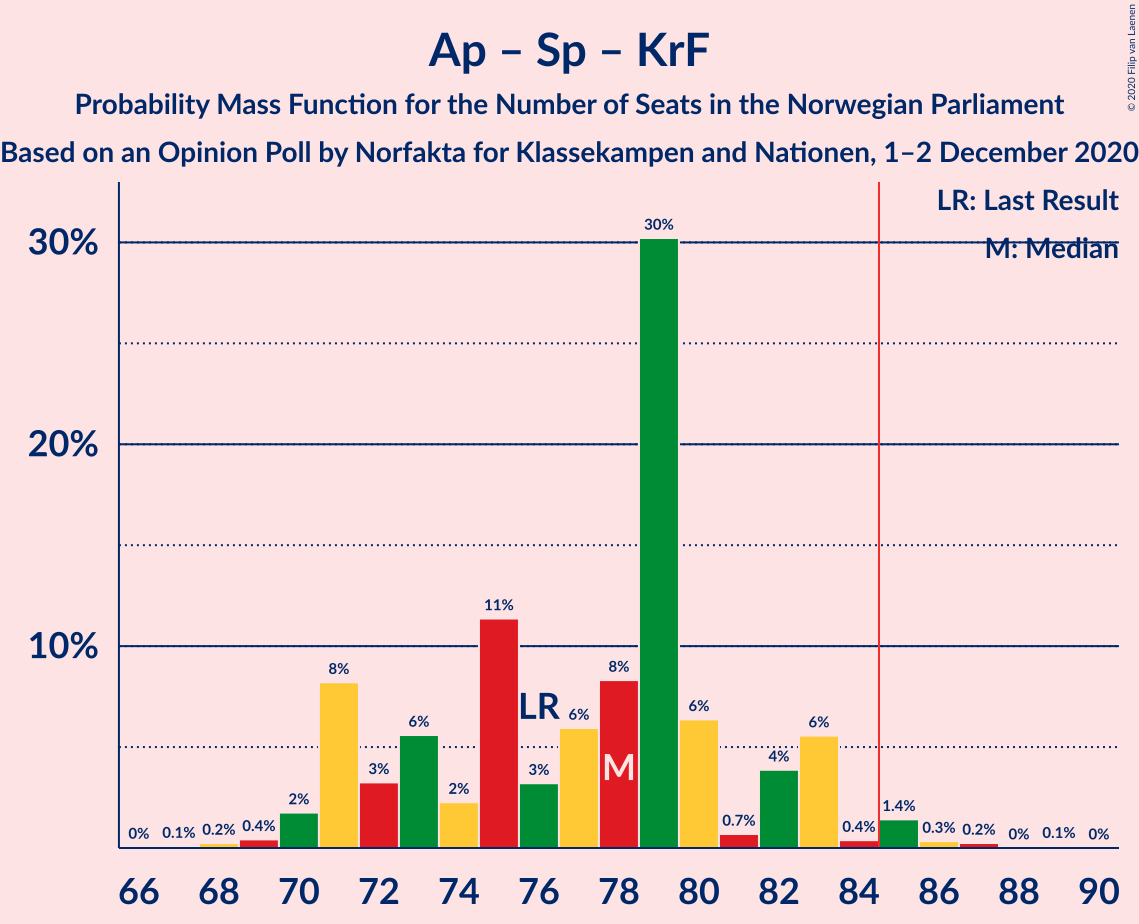 Ap – Sp – KrF
Probability Mass Function for the Number of Seats in the Norwegian Parliament
Based on an Opinion Poll by Norfakta for Klassekampen and Nationen, 1–2 December 2020
© 2020 Filip van Laenen
LR: Last Result
M: Median
30%
20%
10%
0% 0.1% 0.2% 0.4% 2% 8% 3% 6% 2% 11% 3% 6% 8% 30% 6% 0.7% 4% 6% 0.4% 1.4% 0.3% 0.2% 0% 0.1% 0%
LR
M
66 68 70 72 74 76 78 80 82 84 86 88 90